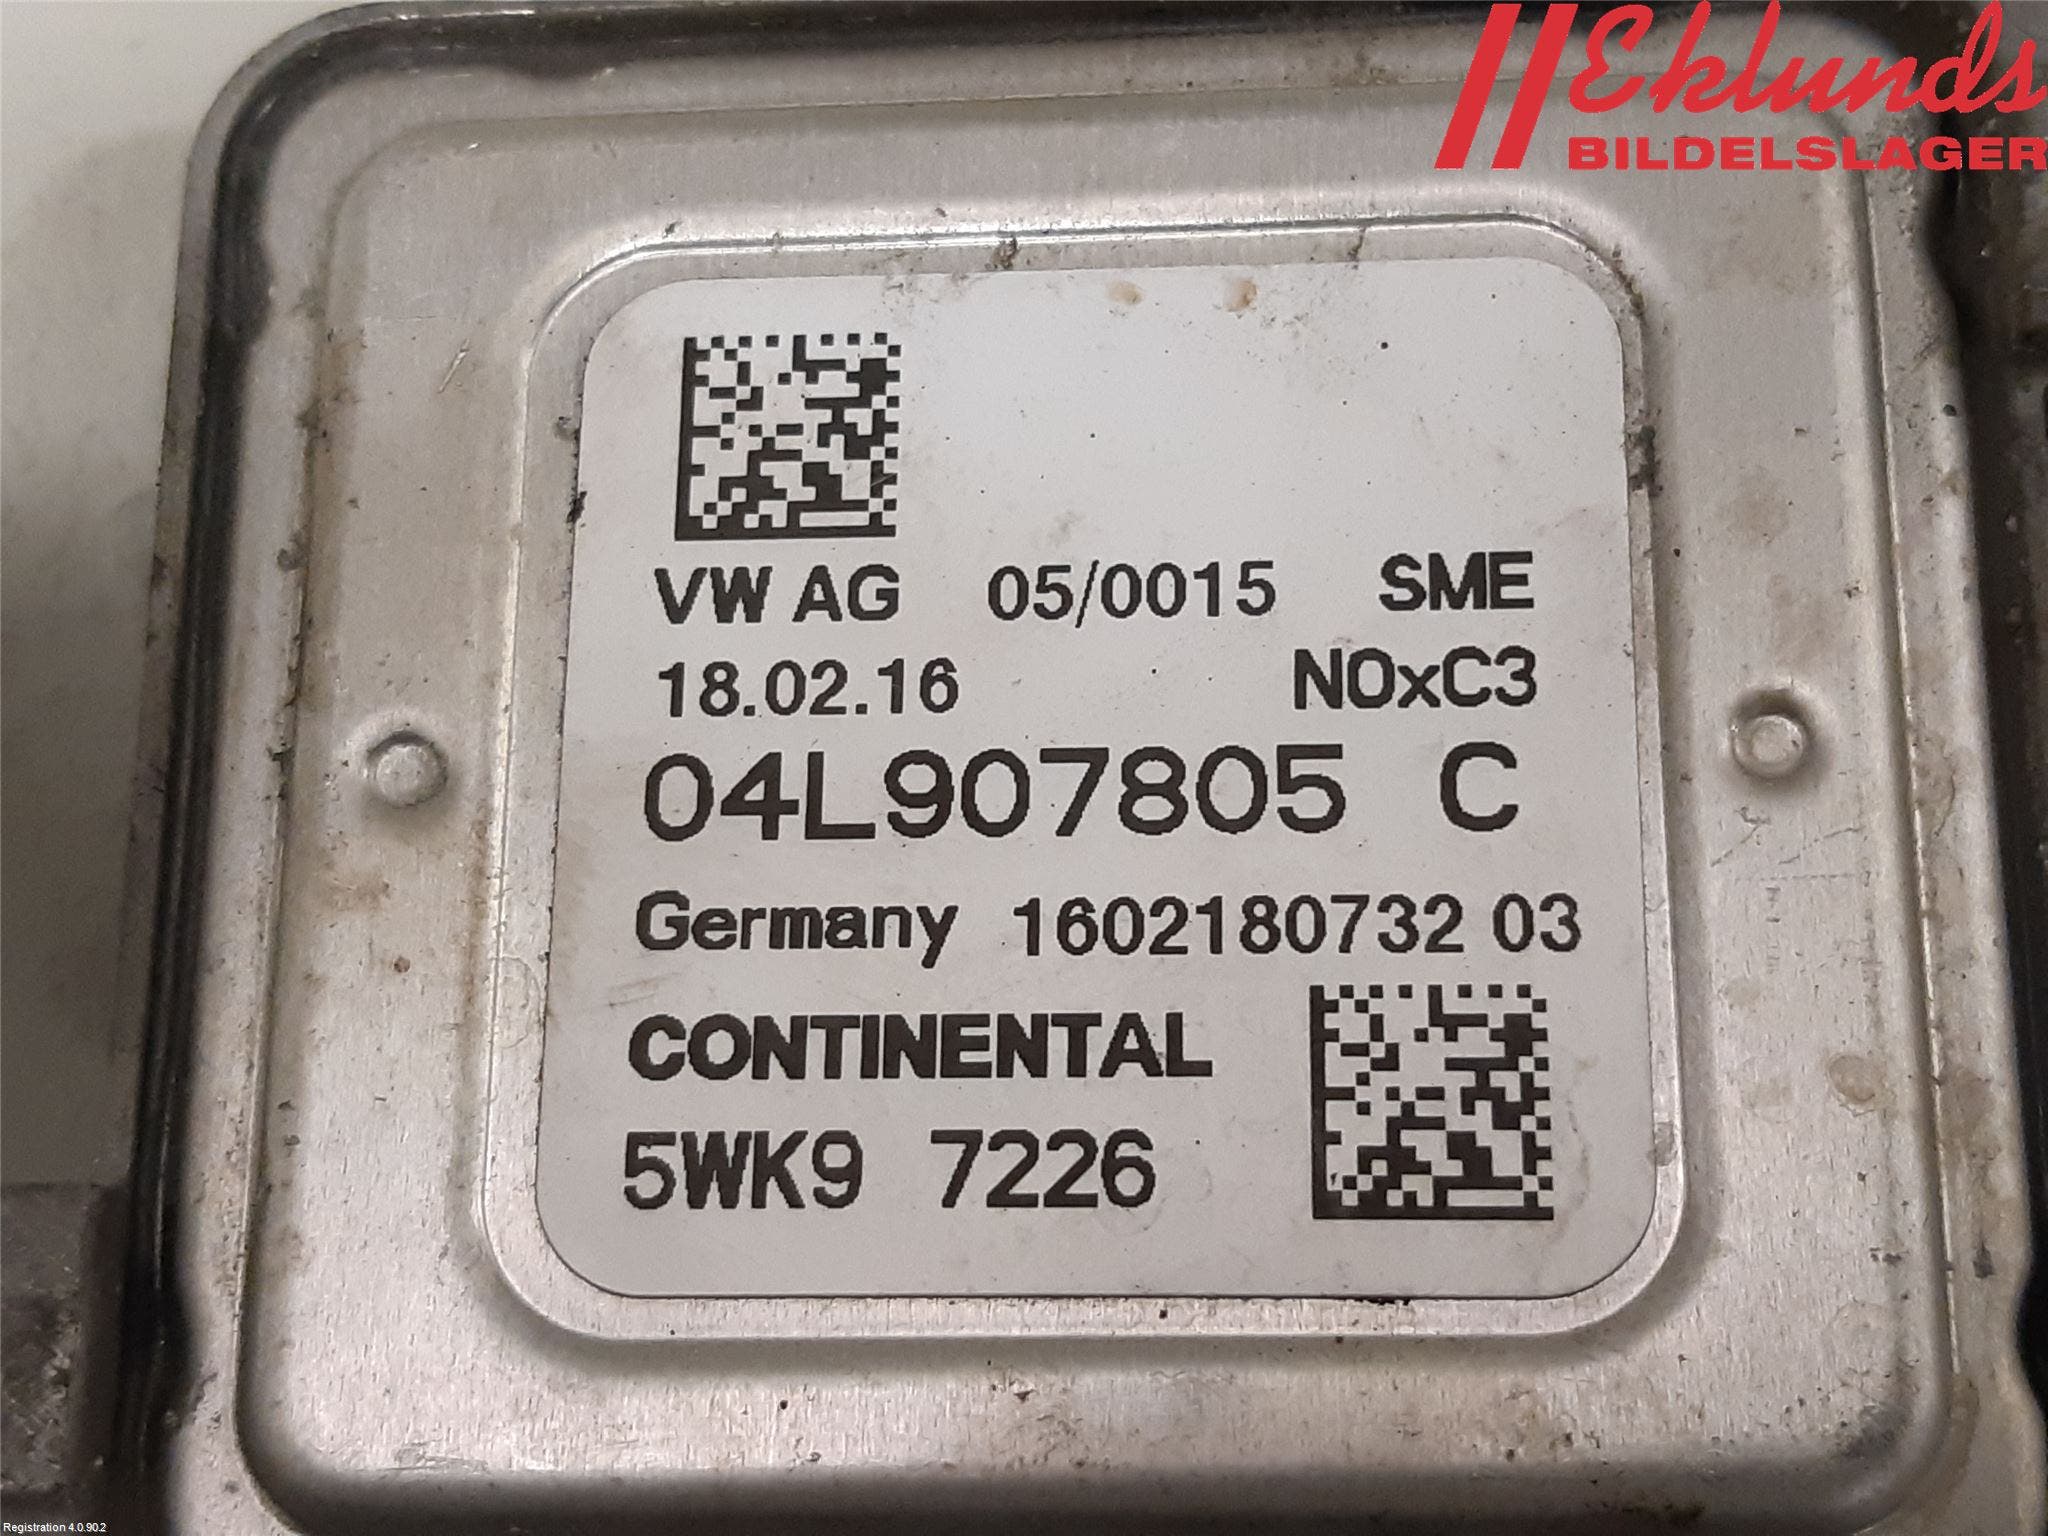 Eklunds
BILDELSLAGER
VW AG 05/0015 SME
18.02.16 NOxC3
04L907805 C
Germany 1602180732 03
CONTINENTAL
5WK9 7226
Registration 4.0.90.2